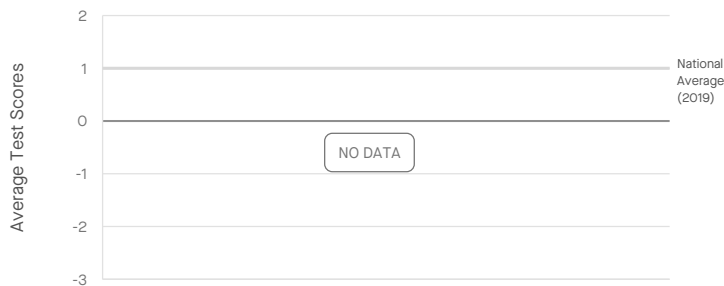 2
1
National
Average
(2019)
0
NO DATA
-1
-2
-3
Average Test Scores